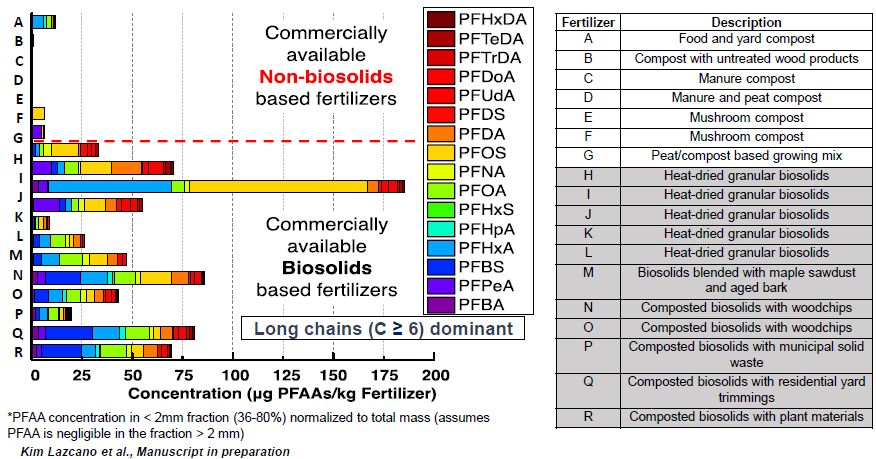 Commercially
available
Non-biosolids
based fertilizers
Commercially
available
Biosolids
based fertilizers
Long chains (C ≥ 6) dominant
A
B
C
D
E
F
G
H
I
J
K
L
M
N
O
P
Q
R
0
25
50
75
100
125
150
175
200
Concentration (µg PFAAs/kg Fertilizer)
PFHxDA
PFTeDA
PFTrDA
PFDoA
PFUdA
PFDS
PFDA
PFOS
PFNA
PFOA
PFHxS
PFHpA
PFHxA
PFBS
PFPeA
PFBA
*PFAA concentration in < 2mm fraction (36-80%) normalized to total mass (assumes
PFAA is negligible in the fraction > 2 mm)
Kim Lazcano et al., Manuscript in preparation
Fertilizer Description
A Food and yard compost
B Compost with untreated wood products
C Manure compost
D Manure and peat compost
E Mushroom compost
F Mushroom compost
G Peat/compost based growing mix
H Heat-dried granular biosolids
I Heat-dried granular biosolids
J Heat-dried granular biosolids
K Heat-dried granular biosolids
L Heat-dried granular biosolids
M Biosolids blended with maple sawdust
and aged bark
N Composted biosolids with woodchips
O Composted biosolids with woodchips
P Composted biosolids with municipal solid
waste
Q Composted biosolids with residential yard
trimmings
R Composted biosolids with plant materials